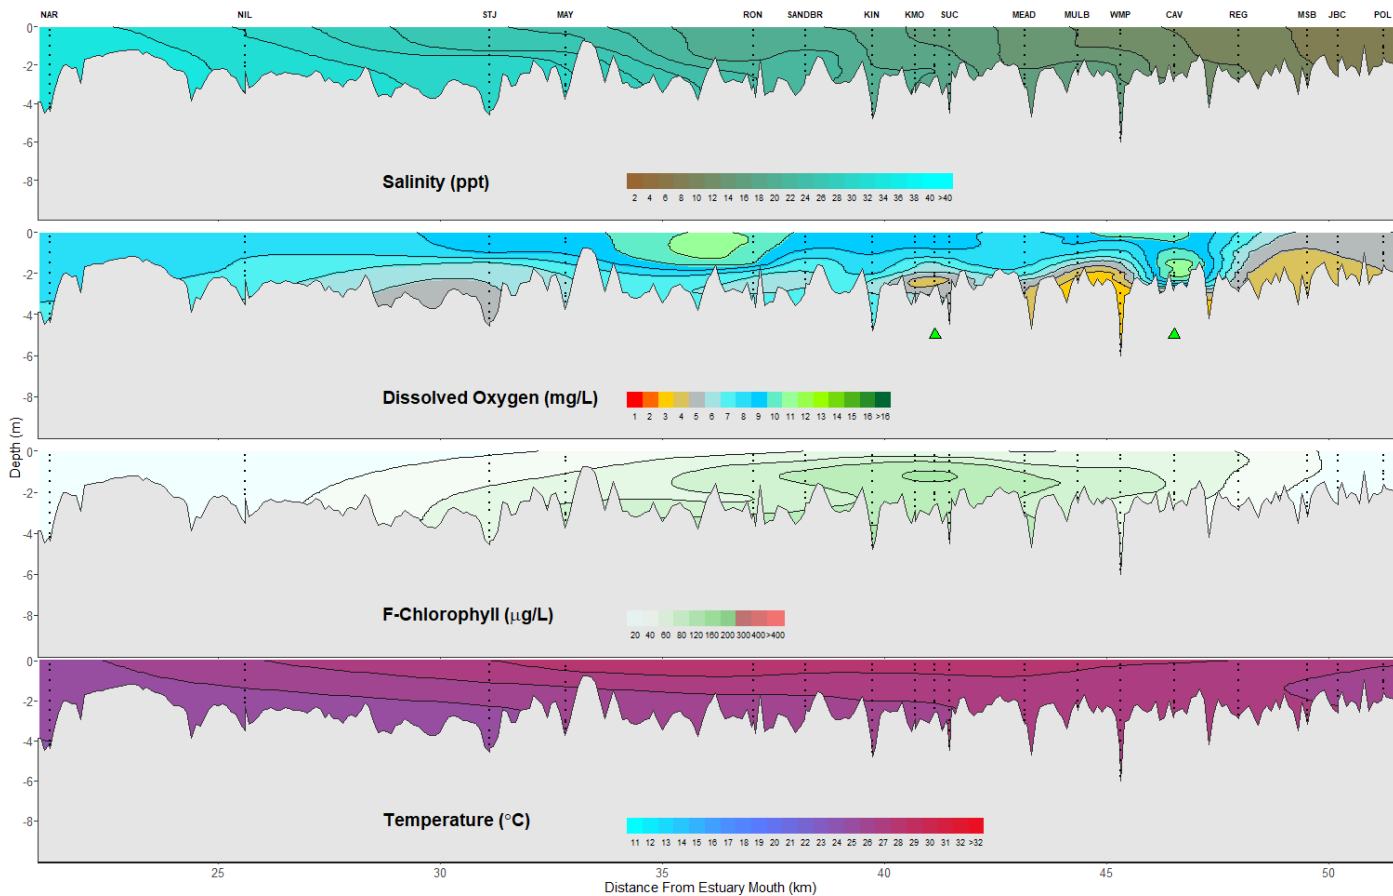 NAR NIL STJ MAY RON SANDBR KIN KMO SUC MEAD MULB WMP CAV REG MSB JBC POL
0
-2
-4
-6
-8
Salinity (ppt)
2 4 6 8 10 12 14 16 18 20 22 24 26 28 30 32 34 36 38 40 >40
0
-2
-4
-6
-8
Dissolved Oxygen (mg/L)
1 2 3 4 5 6 7 8 9 10 11 12 13 14 15 16 >16
Depth (m)
0
-2
-4
-6
-8
F-Chlorophyll (µg/L)
20 40 60 80 120 160 200 300 400 >400
0
-2
-4
-6
-8
Temperature (°C)
11 12 13 14 15 16 17 18 19 20 21 22 23 24 25 26 27 28 29 30 31 32 >32
25 30 35 40 45 50
Distance From Estuary Mouth (km)